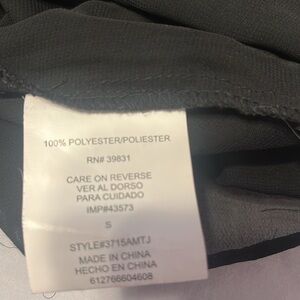 100% POLYESTER/POLIESTER
RN# 39831
CARE ON REVERSE
VER AL DORSO
PARA CUIDADO
IMP#43573
S
STYLE#3715AMTJ
MADE IN CHINA
HECHO EN CHINA
612766604608